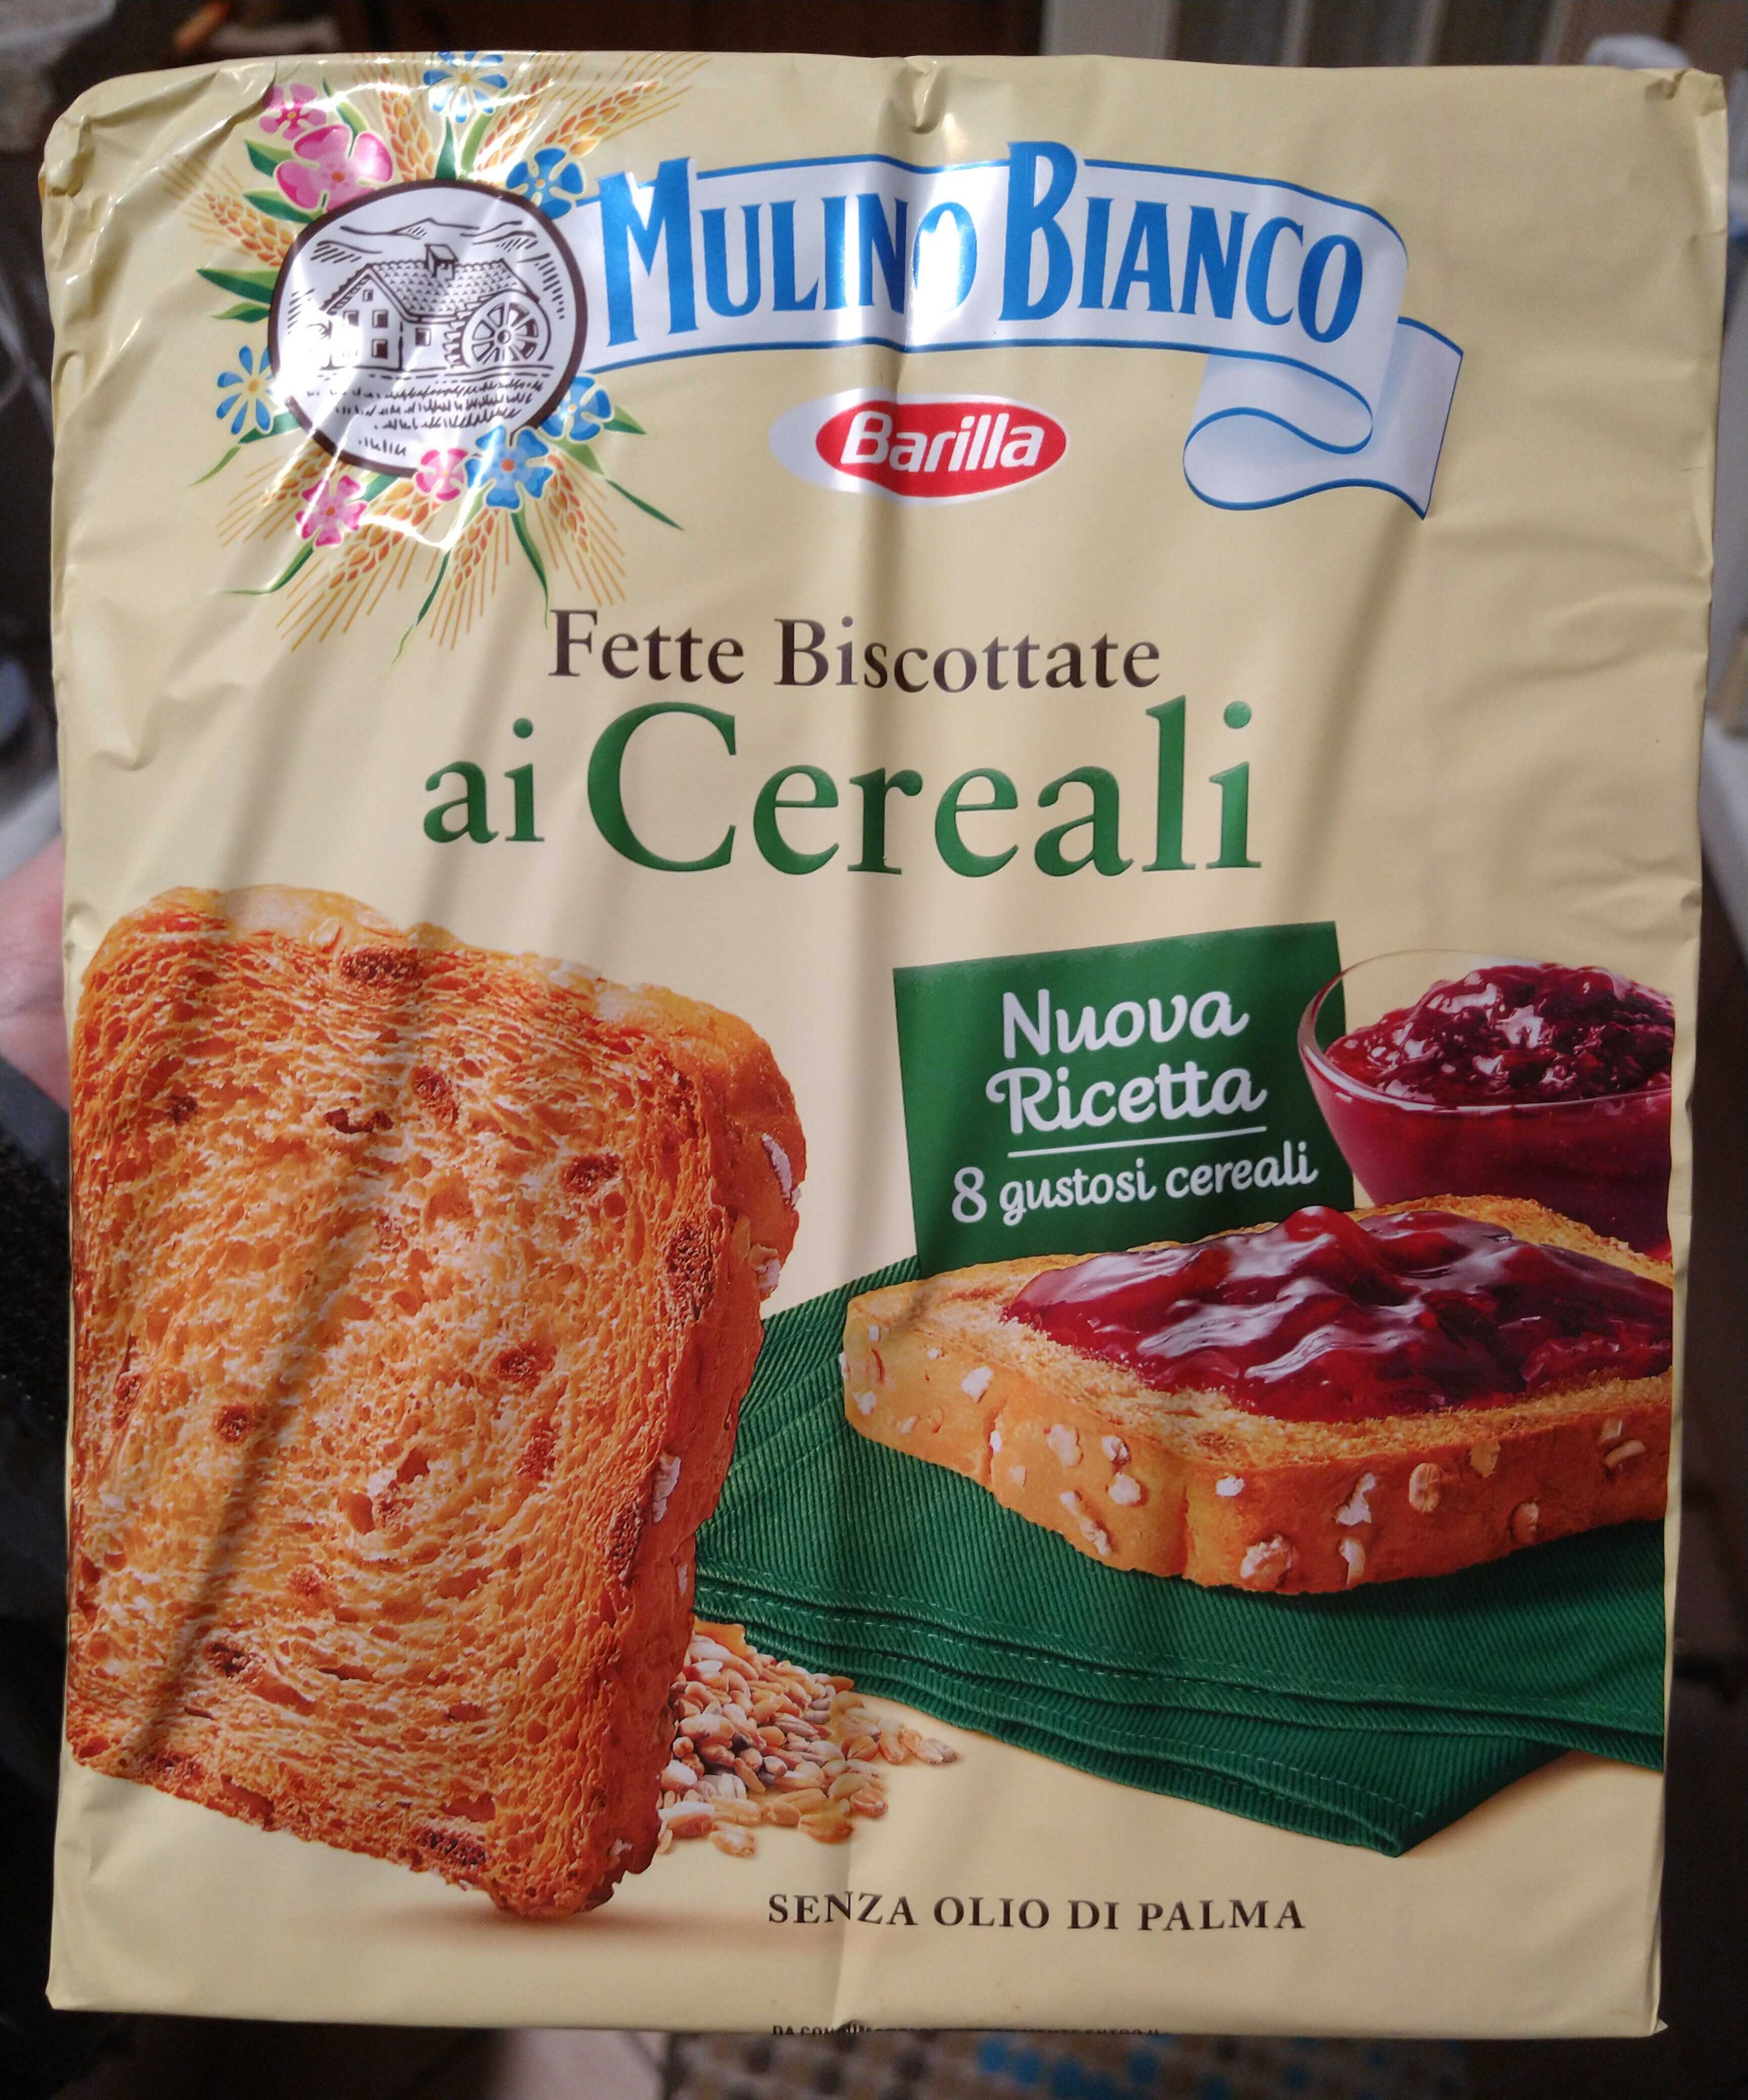 MULINO BIANCO
Barilla
Fette Biscottate
ai Cereali
Nuova
Ricetta
8 gustosi cereali
SENZA OLIO DI PALMA